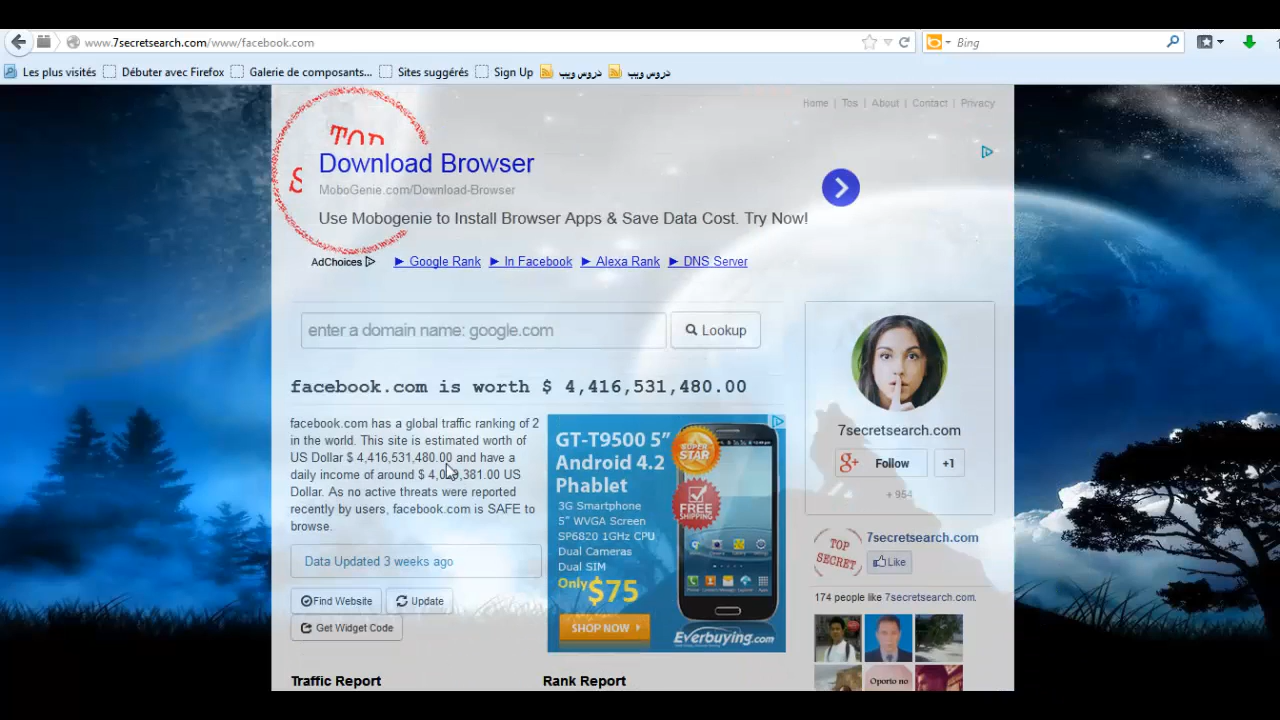 www.7secretsearch.com/www/facebook.com
Bing
Les plus visités
Débuter avec Firefox
Galerie de composants...
Sites suggérés
Sign Up
دروس ويب
دروس ويب
Home | Tos | About | Contact | Privacy
TOP
S
Download Browser
MoboGenie.com/Download-Browser
Use Mobogenie to Install Browser Apps & Save Data Cost. Try Now!
AdChoices
► Google Rank
► In Facebook
► Alexa Rank
► DNS Server
enter a domain name: google.com
Lookup
facebook.com is worth $ 4,416,531,480.00
facebook.com has a global traffic ranking of 2
in the world. This site is estimated worth of
US Dollar $ 4,416,531,480.00 and have a
daily income of around $ 381.00 US
Dollar. As no active threats were reported
recently by users, facebook.com is SAFE to
browse.
Data Updated 3 weeks ago
Find Website
Update
Get Widget Code
GT-T9500 5”
Android 4.2
Phablet
3G Smartphone
5” WVGA Screen
SP6820 1GHz CPU
Dual Cameras
Dual SIM
Only $75
SHOP NOW
SUPER STAR
FREE SHIPPING
Everbuying.com
7secretsearch.com
g+ Follow
+1
+ 954
TOP SECRET
7secretsearch.com
Like
174 people like 7secretsearch.com.
Oporto no
Traffic Report
Rank Report